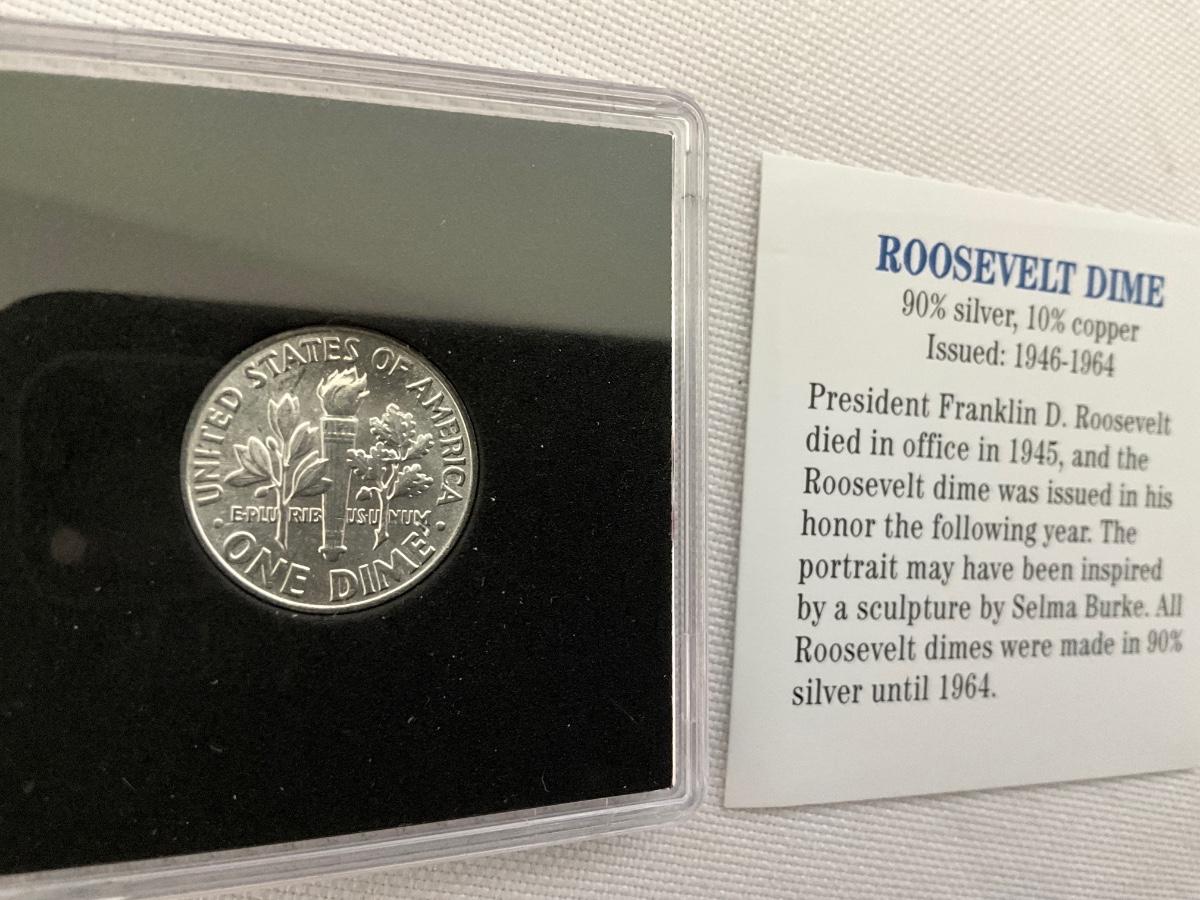 UNITED STATES OF AMERICA
E·PLU RIB US·U NUM
· ONE DIME ·
ROOSEVELT DIME
90% silver, 10% copper
Issued: 1946-1964
President Franklin D. Roosevelt
died in office in 1945, and the
Roosevelt dime was issued in his
honor the following year. The
portrait may have been inspired
by a sculpture by Selma Burke. All
Roosevelt dimes were made in 90%
silver until 1964.